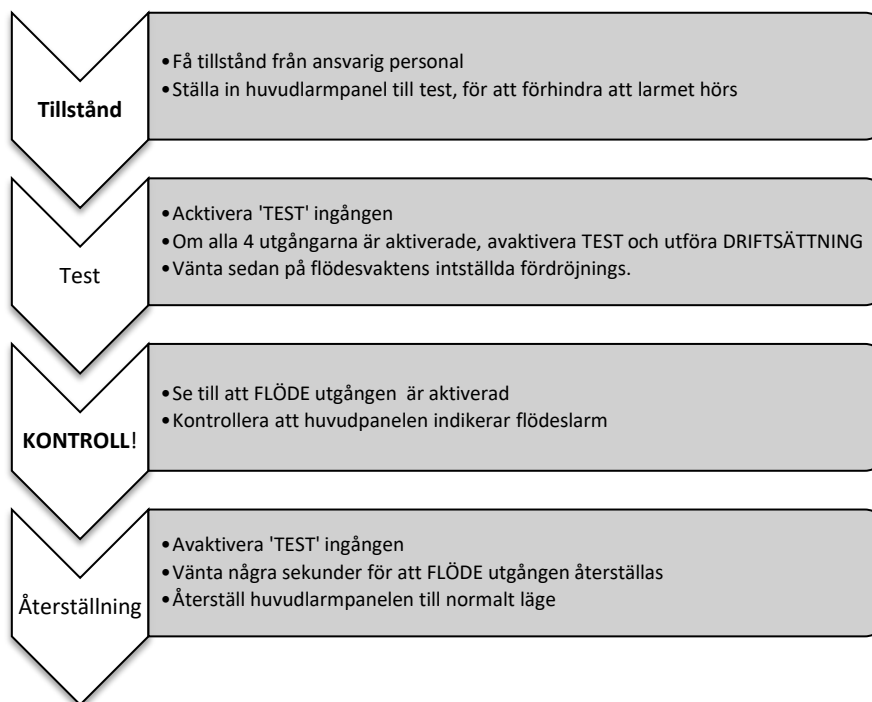 Tillstånd
•Få tillstånd från ansvarig personal
•Ställa in huvudlarmpanel till test, för att förhindra att larmet hörs
Test
•Acktivera 'TEST' ingången
•Om alla 4 utgångarna är aktiverade, avaktivera TEST och utföra DRIFTSÄTTNING
•Vänta sedan på flödesvaktens intställda fördröjnings.
KONTROLL!
•Se till att FLÖDE utgången är aktiverad
•Kontrollera att huvudpanelen indikerar flödeslarm
Återställning
•Avaktivera 'TEST' ingången
•Vänta några sekunder för att FLÖDE utgången återställas
•Återställ huvudlarmpanelen till normalt läge